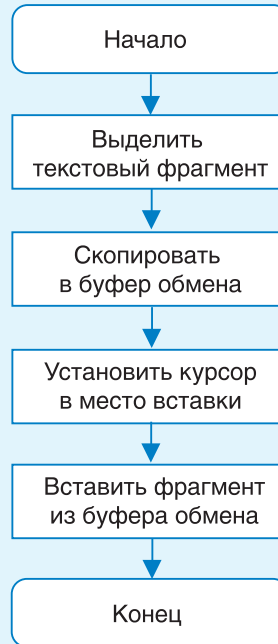 Начало
Выделить
текстовый фрагмент
Скопировать
в буфер обмена
Установить курсор
в место вставки
Вставить фрагмент
из буфера обмена
Конец